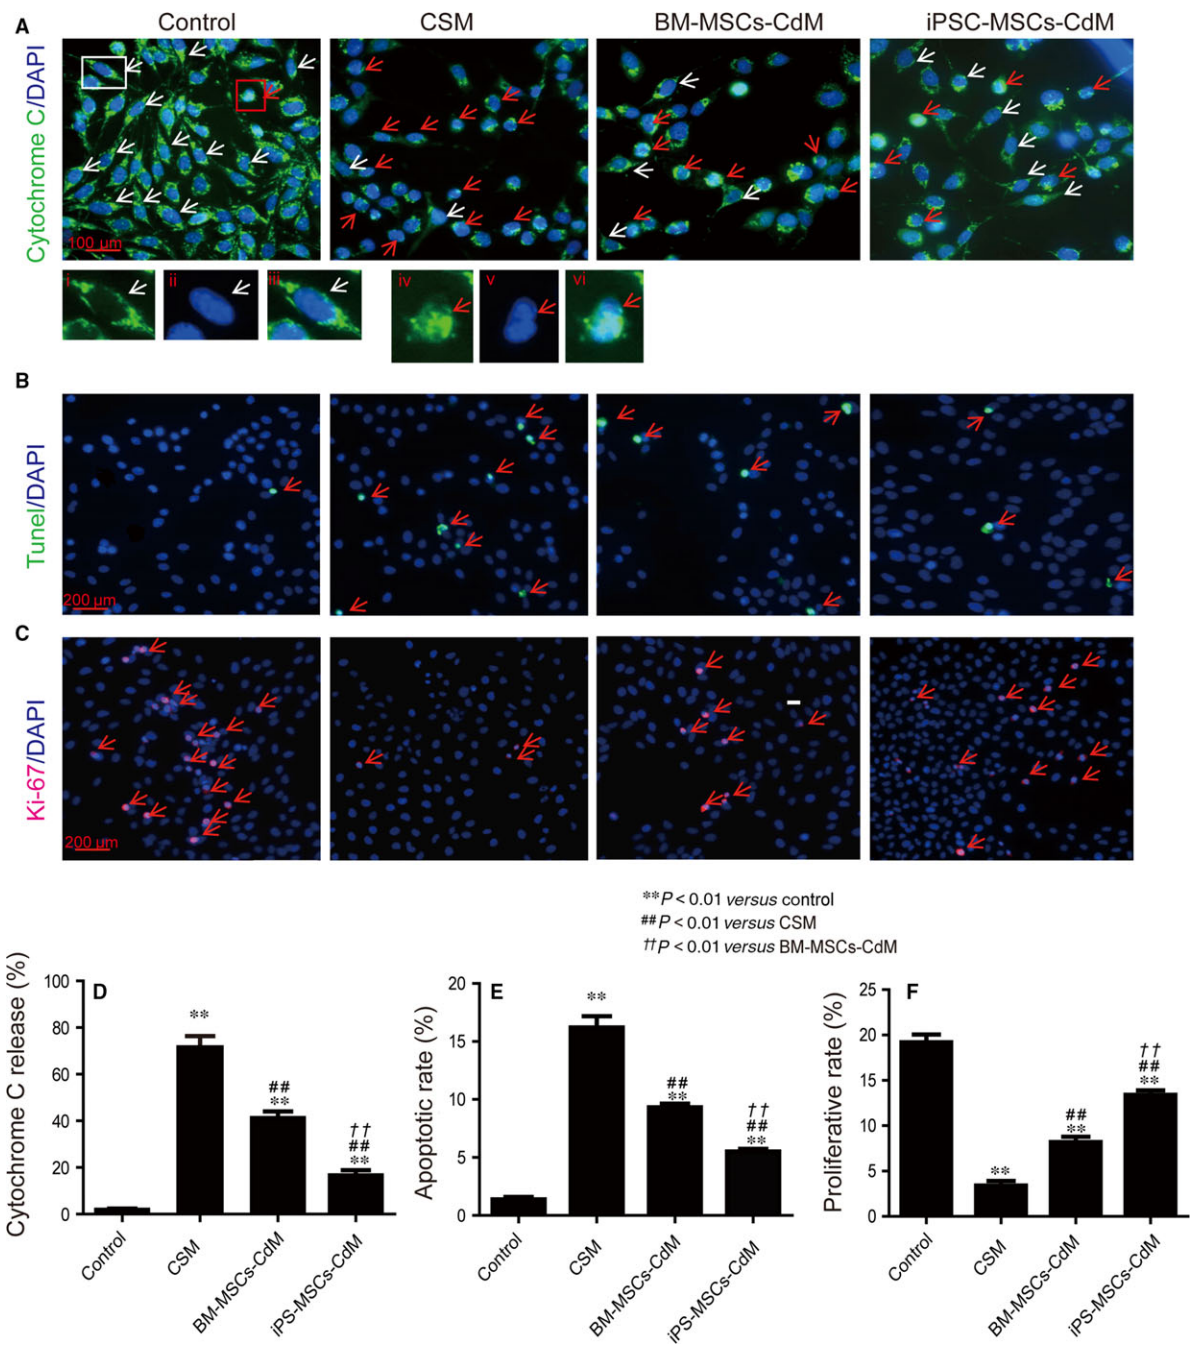 A
Control
CSM
BM-MSCs-CdM
iPSC-MSCs-CdM
Cytochrome C/DAPI
100 µm
i
ii
iii
iv
v
vi
B
Tunel/DAPI
200 µm
C
Ki-67/DAPI
200 µm
**P < 0.01 versus control
##P < 0.01 versus CSM
††P < 0.01 versus BM-MSCs-CdM
D
Cytochrome C release (%)
100
80
60
40
20
0
**
##
**
††
##
**
Control
CSM
BM-MSCs-CdM
iPS-MSCs-CdM
E
Apoptotic rate (%)
20
15
10
5
0
**
##
**
††
##
**
Control
CSM
BM-MSCs-CdM
iPS-MSCs-CdM
F
Proliferative rate (%)
25
20
15
10
5
0
**
##
**
††
##
**
Control
CSM
BM-MSCs-CdM
iPS-MSCs-CdM